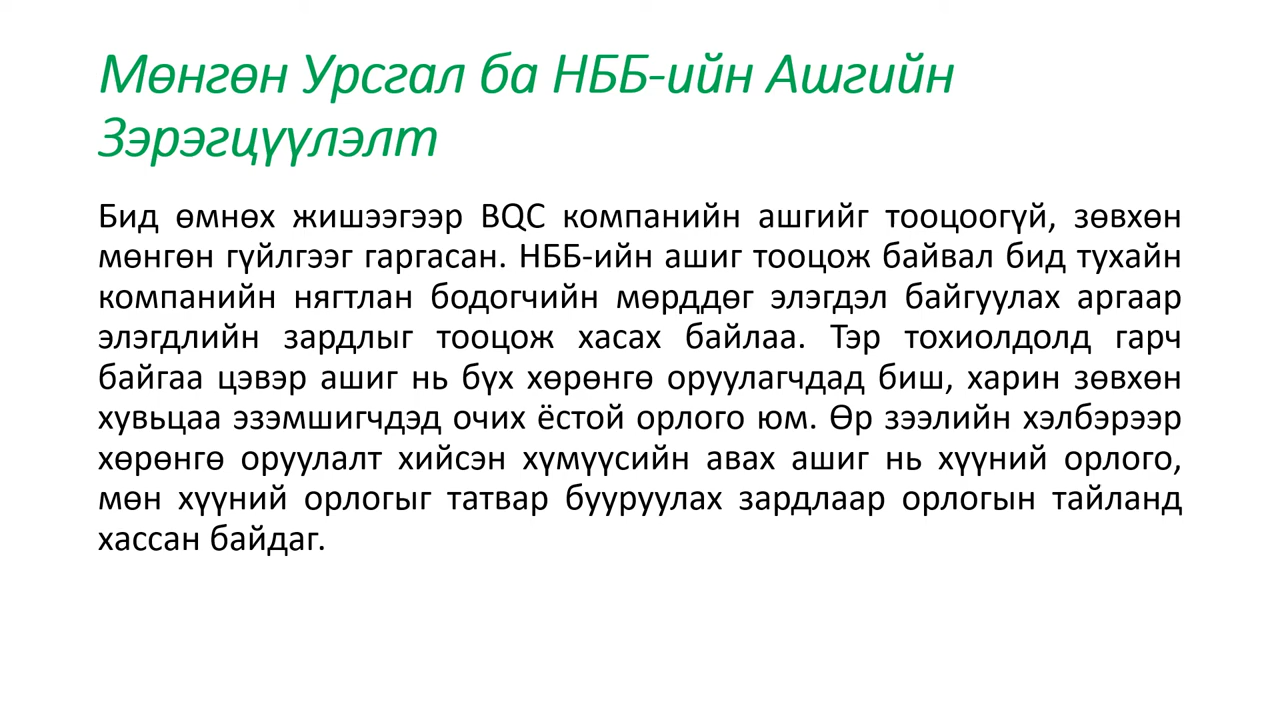 Мөнгөн Урсгал ба НББ-ийн Ашгийн
Зэрэгцүүлэлт
Бид өмнөх жишээгээр BQC компанийн ашгийг тооцоогүй, зөвхөн
мөнгөн гүйлгээг гаргасан. НББ-ийн ашиг тооцож байвал бид тухайн
компанийн нягтлан бодогчийн мөрддөг элэгдэл байгуулах аргаар
элэгдлийн зардлыг тооцож хасах байлаа. Тэр тохиолдолд гарч
байгаа цэвэр ашиг нь бүх хөрөнгө оруулагчдад биш, харин зөвхөн
хувьцаа эзэмшигчдэд очих ёстой орлого юм. Өр зээлийн хэлбэрээр
хөрөнгө оруулалт хийсэн хүмүүсийн авах ашиг нь хүүний орлого,
мөн хүүний орлогыг татвар бууруулах зардлаар орлогын тайланд
хассан байдаг.